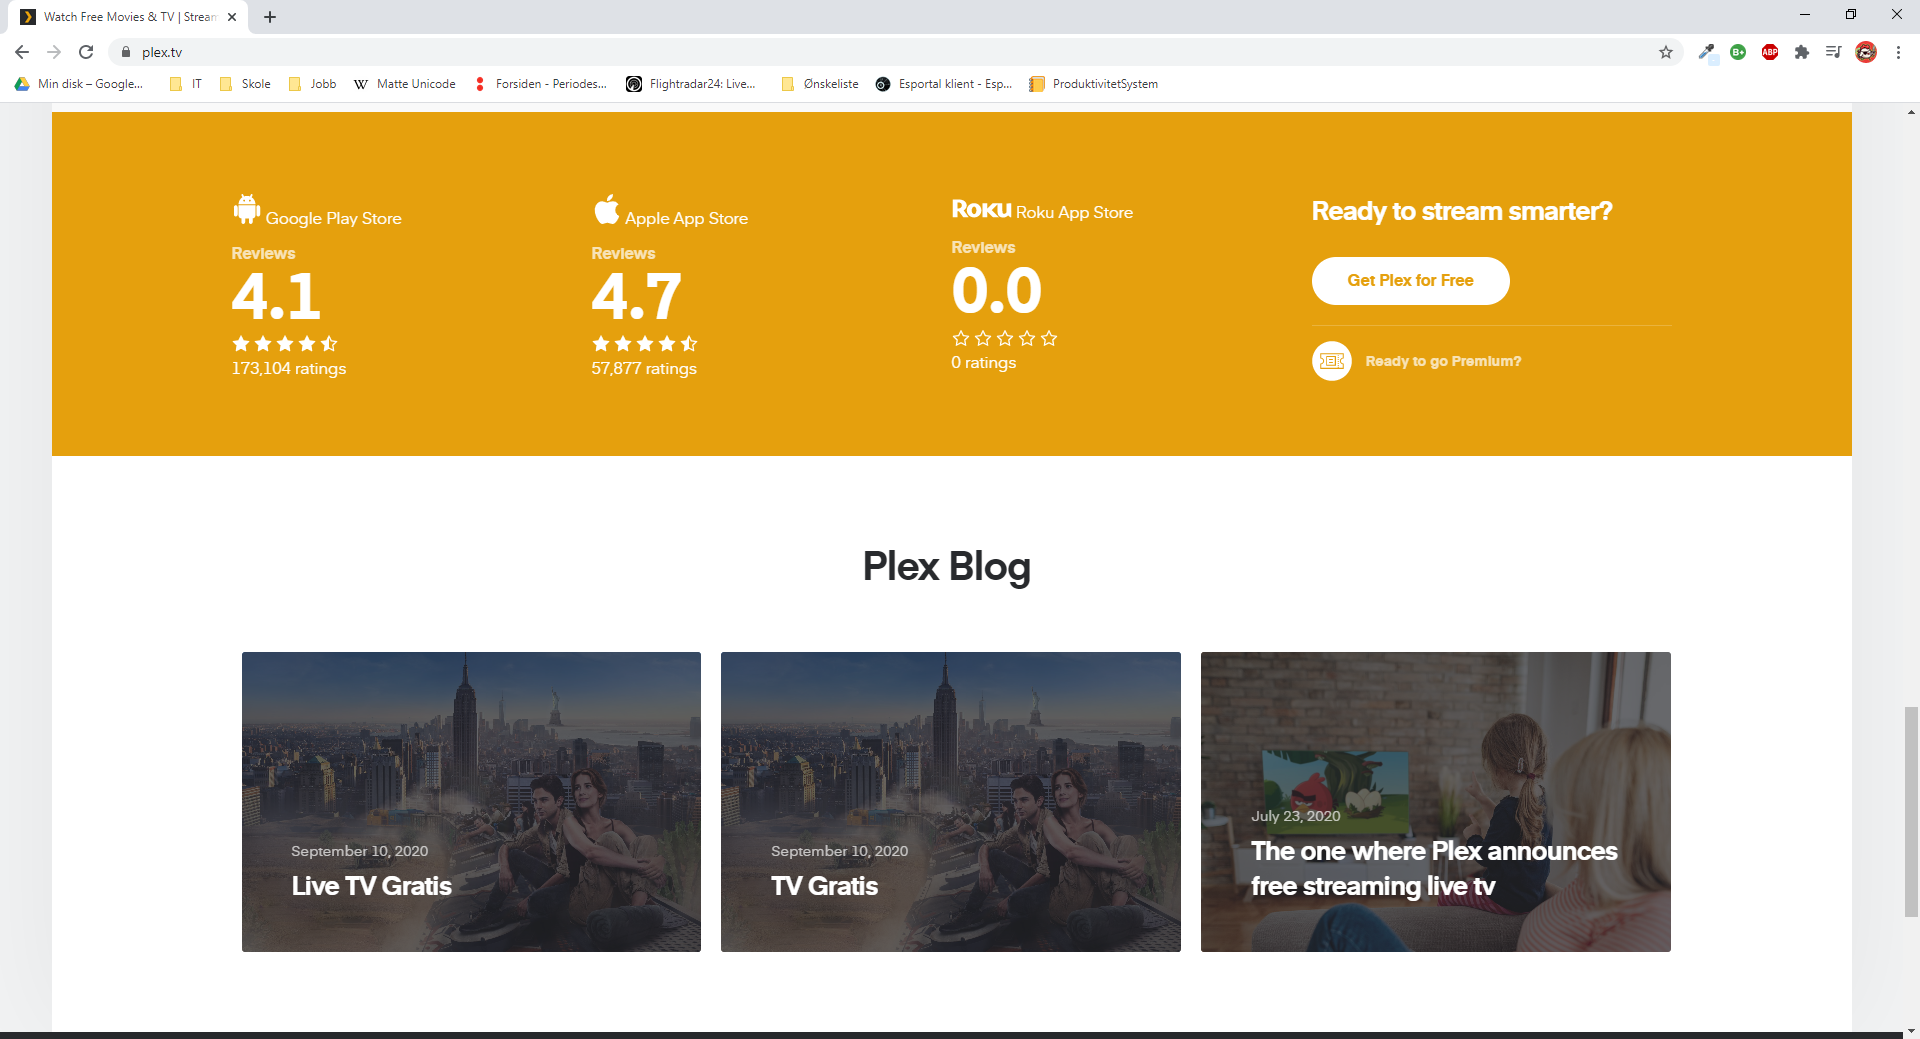 Watch Free Movies & TV | Stream
plex.tv
Min disk – Google...
IT
Skole
Jobb
Matte Unicode
Forsiden - Periodes...
Flightradar24: Live...
Ønskeliste
Esportal klient - Esp...
ProduktivitetSystem
Google Play Store
Reviews
4.1
173,104 ratings
Apple App Store
Reviews
4.7
57,877 ratings
ROKU Roku App Store
Reviews
0.0
0 ratings
Ready to stream smarter?
Get Plex for Free
Ready to go Premium?
Plex Blog
September 10, 2020
Live TV Gratis
September 10, 2020
TV Gratis
July 23, 2020
The one where Plex announces
free streaming live tv